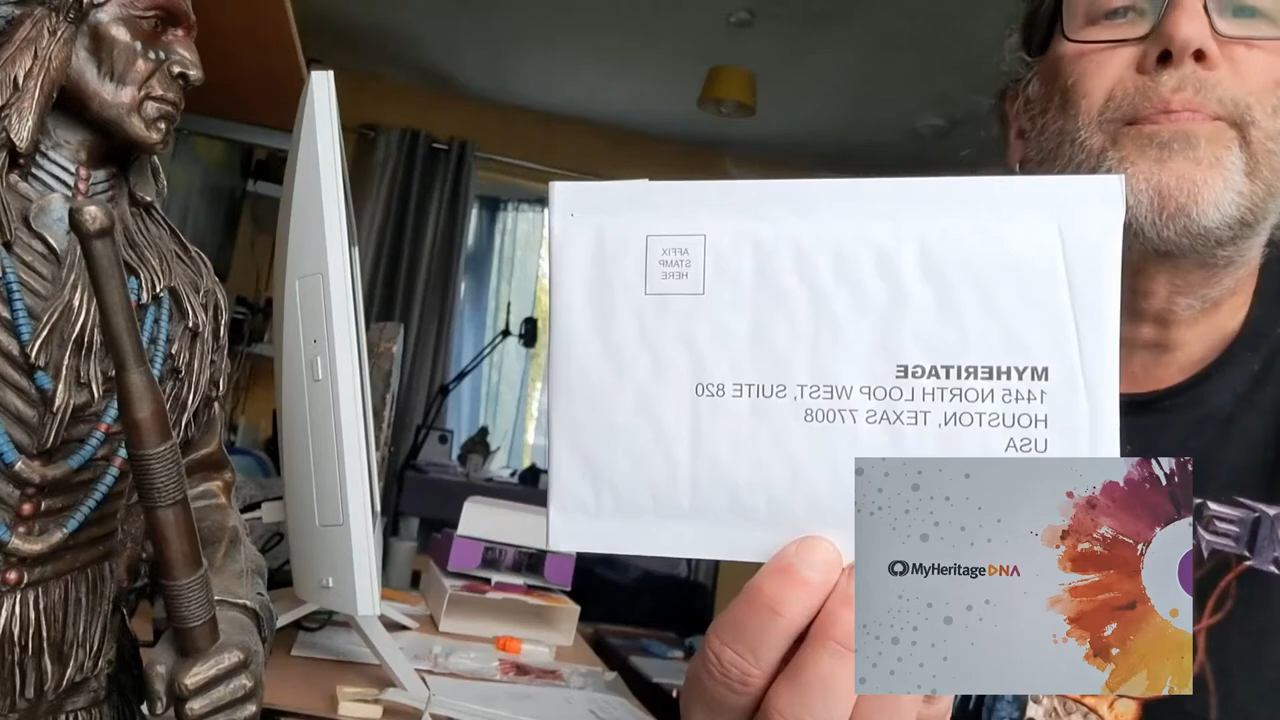 AFFIX
STAMP
HERE
MYHERITAGE
1445 NORTH LOOP WEST, SUITE 820
HOUSTON, TEXAS 77008
USA
MyHeritage DNA